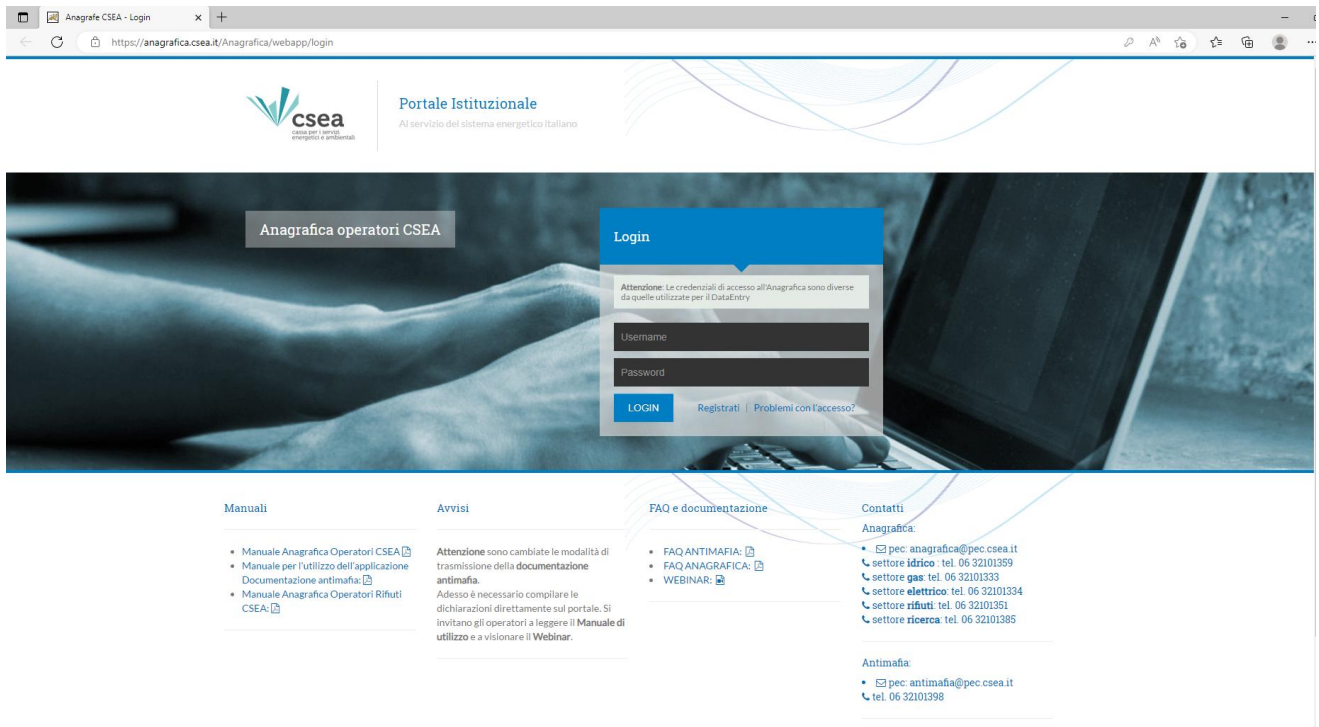 Anagrafe CSEA - Login
https://anagrafica.csea.it/Anagrafica/webapp/login
csea
cassa per i servizi
energetici e ambientali
Portale Istituzionale
Al servizio del sistema energetico italiano
Anagrafica operatori CSEA
Login
Attenzione: Le credenziali di accesso all'Anagrafica sono diverse
da quelle utilizzate per il DataEntry
Username
Password
LOGIN
Registrati | Problemi con l'accesso?
Manuali
Manuale Anagrafica Operatori CSEA
Manuale per l'utilizzo dell'applicazione
Documentazione antimafia:
Manuale Anagrafica Operatori Rifiuti
CSEA:
Avvisi
Attenzione sono cambiate le modalità di
trasmissione della documentazione
antimafia.
Adesso è necessario compilare le
dichiarazioni direttamente sul portale. Si
invitano gli operatori a leggere il Manuale di
utilizzo e a visionare il Webinar.
FAQ e documentazione
FAQ ANTIMAFIA:
FAQ ANAGRAFICA:
WEBINAR:
Contatti
Anagrafica:
pec: anagrafica@pec.csea.it
settore idrico : tel. 06 32101359
settore gas: tel. 06 32101333
settore elettrico: tel. 06 32101334
settore rifiuti: tel. 06 32101351
settore ricerca: tel. 06 32101385
Antimafia:
pec: antimafia@pec.csea.it
tel. 06 32101398